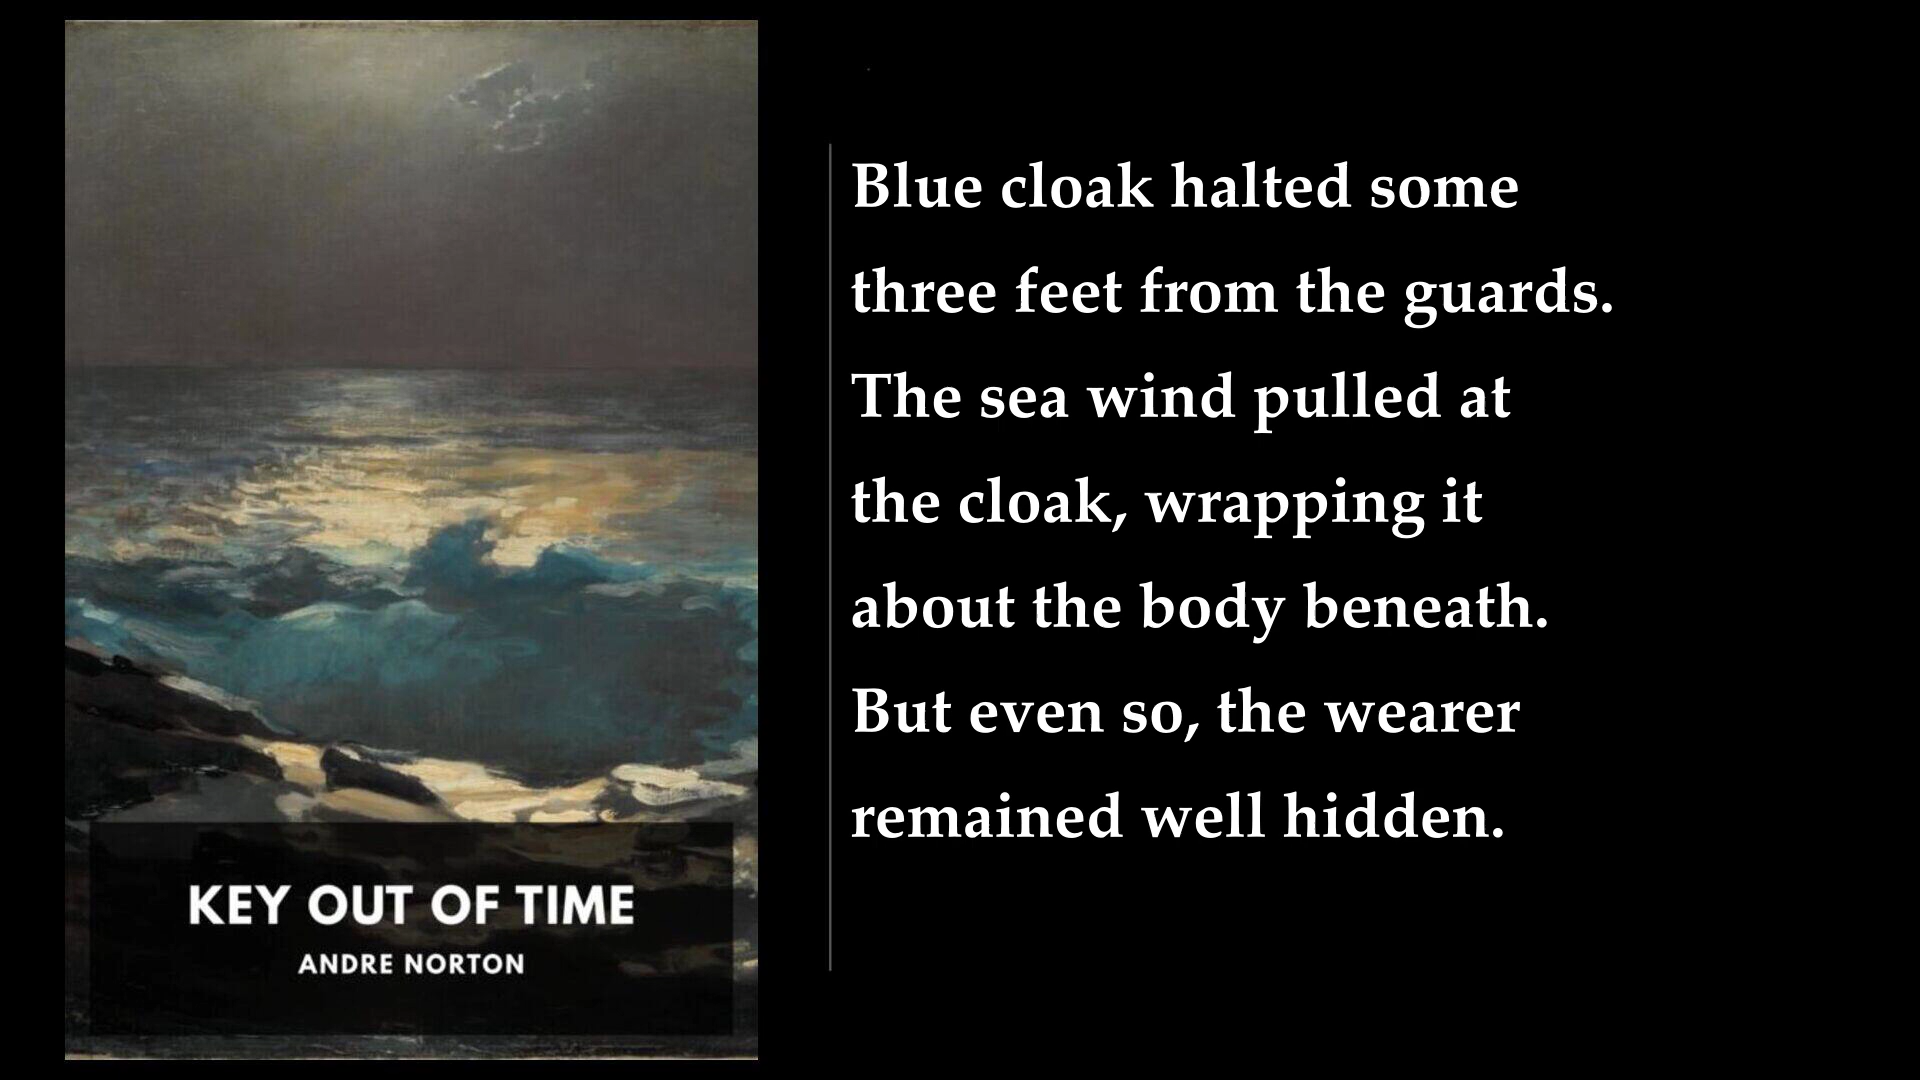 Blue cloak halted some
three feet from the guards.
The sea wind pulled at
the cloak, wrapping it
about the body beneath.
But even so, the wearer
remained well hidden.
KEY OUT OF TIME
ANDRE NORTON